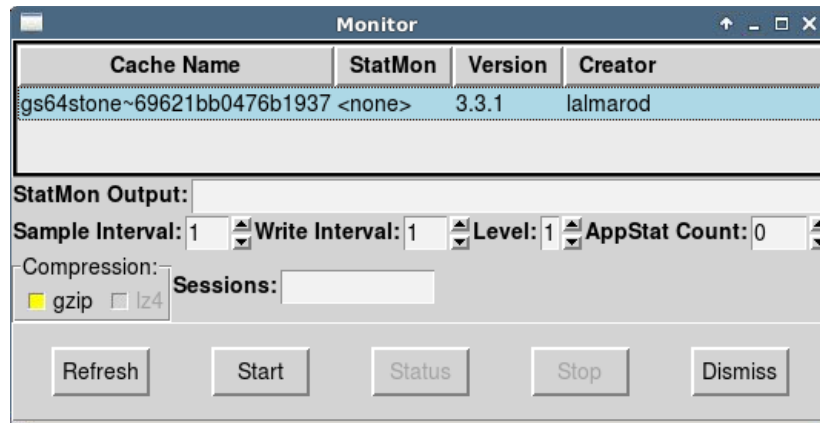 Monitor
Cache Name StatMon Version Creator
gs64stone~69621bb0476b1937 <none> 3.3.1 lalmarod
StatMon Output:
Sample Interval: 1 Write Interval: 1 Level: 1 AppStat Count: 0
Compression:
gzip lz4 Sessions:
Refresh Start Status Stop Dismiss